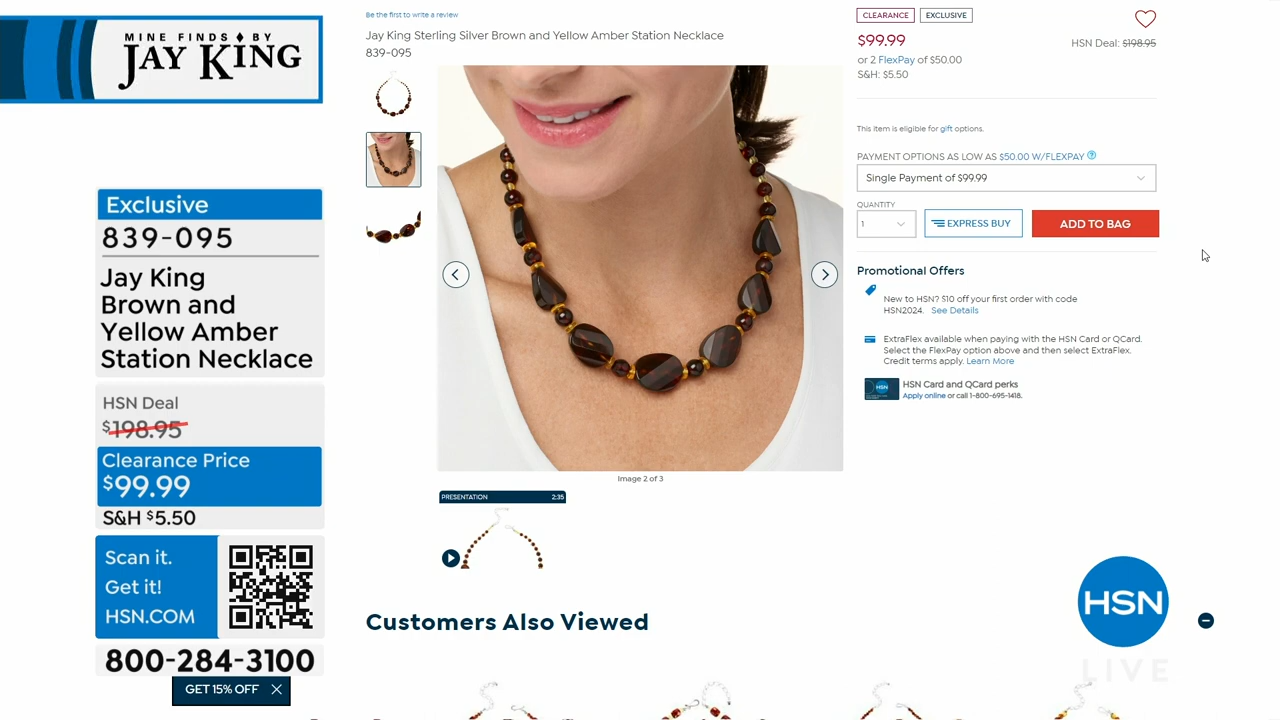 MINE FINDS BY
JAY KING
Exclusive
839-095
Jay King
Brown and
Yellow Amber
Station Necklace
HSN Deal
$198.95
Clearance Price
$99.99
S&H $5.50
Scan it.
Get it!
HSN.COM
800-284-3100
GET 15% OFF
Be the first to write a review
Jay King Sterling Silver Brown and Yellow Amber Station Necklace
839-095
Image 2 of 3
PRESENTATION 2:35
CLEARANCE EXCLUSIVE
$99.99 HSN Deal: $198.95
or 2 FlexPay of $50.00
S&H: $5.50
This item is eligible for gift options.
PAYMENT OPTIONS AS LOW AS $50.00 W/FLEXPAY ?
Single Payment of $99.99
QUANTITY
1 EXPRESS BUY ADD TO BAG
Promotional Offers
New to HSN? $10 off your first order with code
HSN2024. See Details
ExtraFlex available when paying with the HSN Card or QCard.
Select the FlexPay option above and then select ExtraFlex.
Credit terms apply. Learn More
HSN
HSN Card and QCard perks
Apply online or call 1-800-695-1418.
Customers Also Viewed
HSN
LIVE